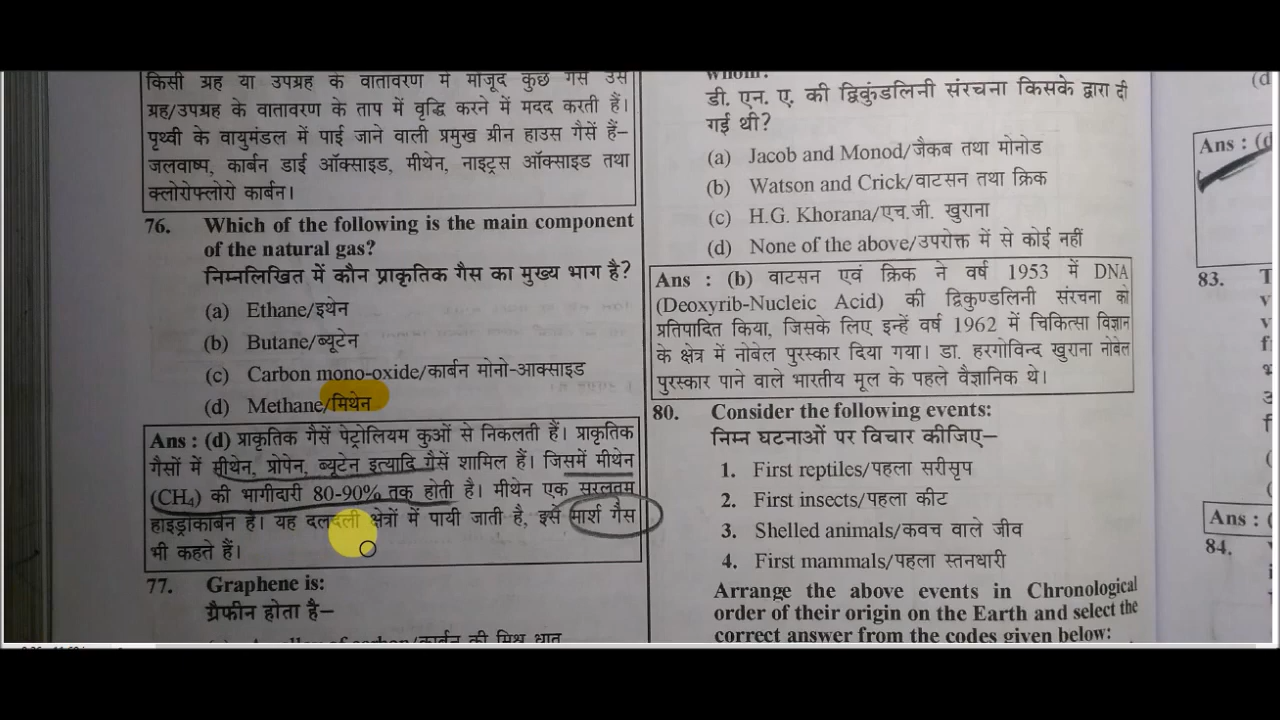 किसी ग्रह या उपग्रह के वातावरण में मौजूद कुछ गैसें उस
ग्रह/उपग्रह के वातावरण के ताप में वृद्धि करने में मदद करती हैं।
पृथ्वी के वायुमंडल में पाई जाने वाली प्रमुख ग्रीन हाउस गैसें हैं–
जलवाष्प, कार्बन डाई ऑक्साइड, मीथेन, नाइट्रस ऑक्साइड तथा
क्लोरोफ्लोरो कार्बन।
76. Which of the following is the main component
of the natural gas?
निम्नलिखित में कौन प्राकृतिक गैस का मुख्य भाग है?
(a) Ethane/इथेन
(b) Butane/ब्यूटेन
(c) Carbon mono-oxide/कार्बन मोनो-आक्साइड
(d) Methane/मिथेन
Ans : (d) प्राकृतिक गैसें पेट्रोलियम कुओं से निकलती हैं। प्राकृतिक
गैसों में मीथेन, प्रोपेन, ब्यूटेन इत्यादि गैसें शामिल हैं। जिसमें मीथेन
(CH₄) की भागीदारी 80-90% तक होती है। मीथेन एक सरलतम
हाइड्रोकार्बन है। यह दलदली क्षेत्रों में पायी जाती है, इसे मार्श गैस
भी कहते हैं।
77. Graphene is:
ग्रैफीन होता है–
carbon/कार्बन की मिश्र धातु
whom?
डी. एन. ए. की द्विकुंडलिनी संरचना किसके द्वारा दी
गई थी?
(a) Jacob and Monod/जैकब तथा मोनोड
(b) Watson and Crick/वाटसन तथा क्रिक
(c) H.G. Khorana/एच.जी. खुराना
(d) None of the above/उपरोक्त में से कोई नहीं
Ans : (b) वाटसन एवं क्रिक ने वर्ष 1953 में DNA
(Deoxyrib-Nucleic Acid) की द्विकुण्डलिनी संरचना को
प्रतिपादित किया, जिसके लिए इन्हें वर्ष 1962 में चिकित्सा विज्ञान
के क्षेत्र में नोबेल पुरस्कार दिया गया। डा. हरगोविन्द खुराना नोबेल
पुरस्कार पाने वाले भारतीय मूल के पहले वैज्ञानिक थे।
80. Consider the following events:
निम्न घटनाओं पर विचार कीजिए–
1. First reptiles/पहला सरीसृप
2. First insects/पहला कीट
3. Shelled animals/कवच वाले जीव
4. First mammals/पहला स्तनधारी
Arrange the above events in Chronological
order of their origin on the Earth and select the
correct answer from the codes given below:
(d
Ans : (d
83.
Ans :
84.